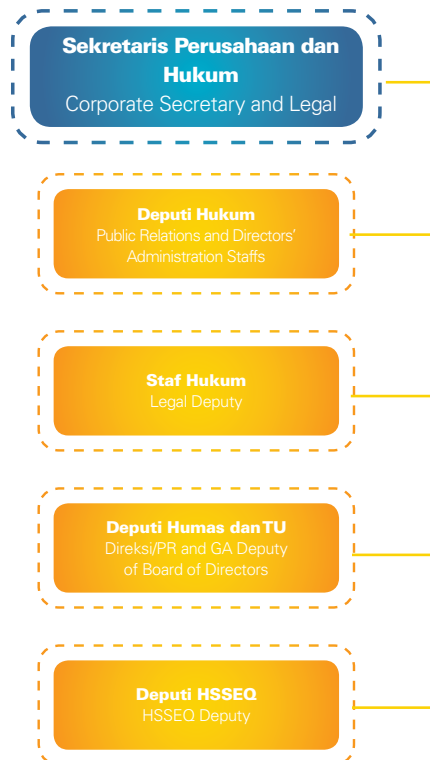 Sekretaris Perusahaan dan
Hukum
Corporate Secretary and Legal
Deputi Hukum
Public Relations and Directors’
Administration Staffs
Staf Hukum
Legal Deputy
Deputi Humas dan TU
Direksi/PR and GA Deputy
of Board of Directors
Deputi HSSEQ
HSSEQ Deputy